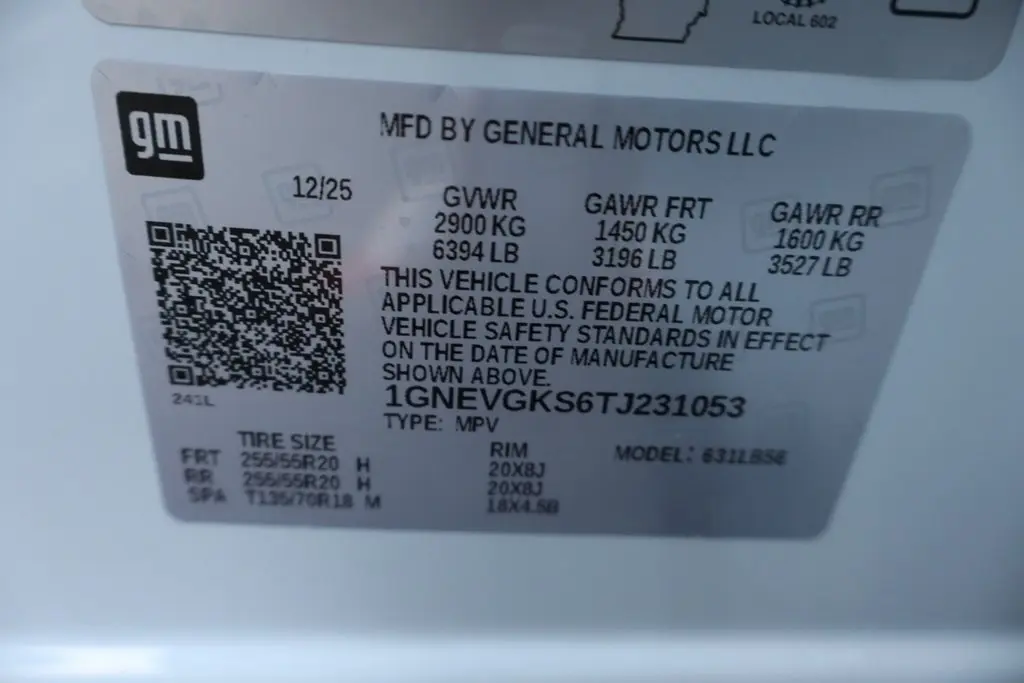 LOCAL 602
gm
MFD BY GENERAL MOTORS LLC
12/25
GVWR GAWR FRT GAWR RR
2900 KG 1450 KG 1600 KG
6394 LB 3196 LB 3527 LB
THIS VEHICLE CONFORMS TO ALL
APPLICABLE U.S. FEDERAL MOTOR
VEHICLE SAFETY STANDARDS IN EFFECT
ON THE DATE OF MANUFACTURE
SHOWN ABOVE.
241L
1GNEVGKS6TJ231053
TYPE: MPV
TIRE SIZE RIM MODEL:
FRT 255/55R20 H 20X8J
RR 255/55R20 H 20X8J
SPA T135/70R18 M 18X4.5B